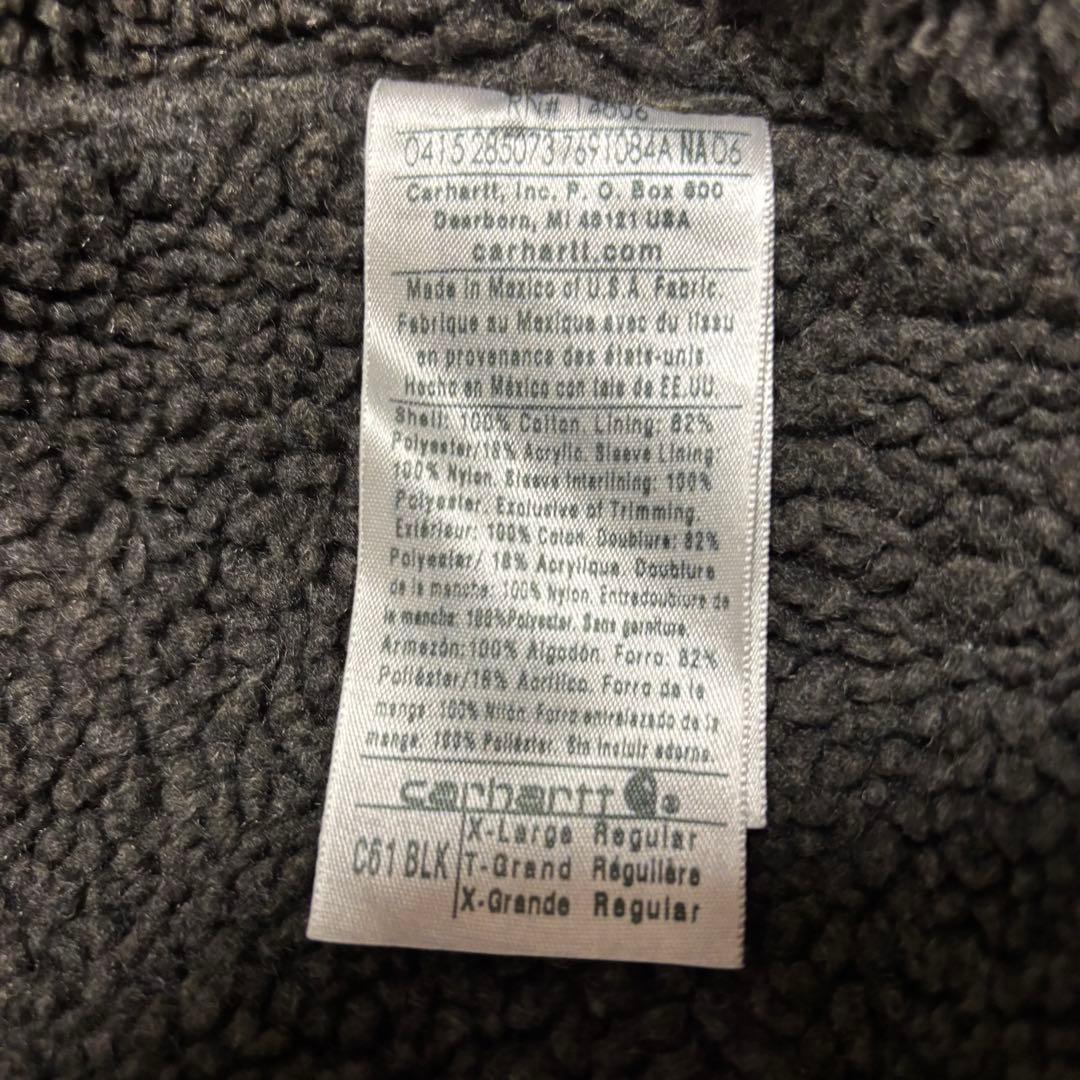 RN# 14806
0415 2850737691084A NA 06
Carhartt, Inc. P. O. Box 600
Dearborn, MI 48121 USA
carhartt.com
Made in Mexico of U.S.A. Fabric.
Fabriqué au Mexique avec du tissu
en provenance des états-unis.
Hecho en México con tela de EE.UU.
Shell: 100% Cotton. Lining: 82%
Polyester/18% Acrylic. Sleeve Lining:
100% Nylon. Sleeve Interlining: 100%
Polyester. Exclusive of Trimming.
Extérieur: 100% Coton. Doublure: 82%
Polyester/ 18% Acrylique. Doublure
de la manche: 100% Nylon. Entredoublure de
la manche: 100%Polyester. Sans garniture.
Armazón:100% Algodón. Forro: 82%
Poliéster/18% Acrílico. Forro de la
manga: 100% Nilón. Forro entrelazado de la
manga: 100% Poliéster. Sin incluir adorno.
carhartt ®
X-Large Regular
C61 BLK T-Grand Régulière
X-Grande Regular